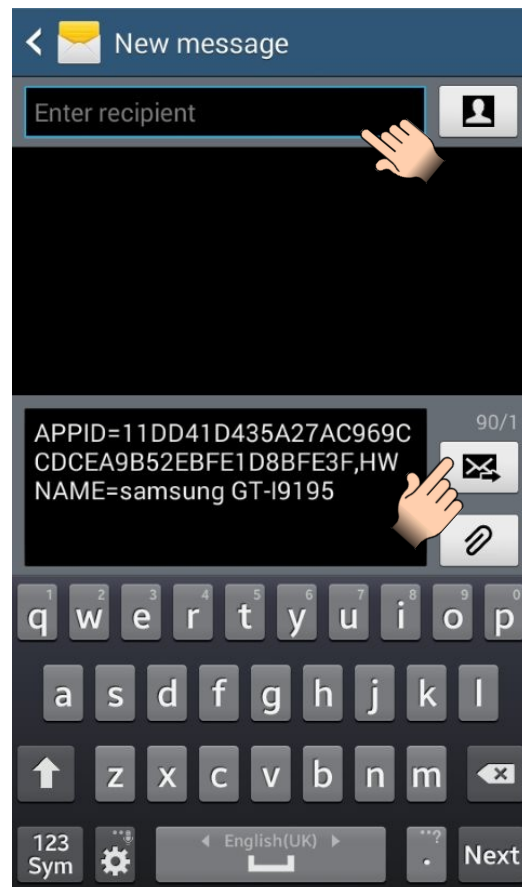 New message
Enter recipient
90/1
APPID=11DD41D435A27AC969C
CDCEA9B52EBFE1D8BFE3F,HW
NAME=samsung GT-I9195
1 2 3 4 5 6 7 8 9 0
q w e r t y u i o p
a s d f g h j k l
z x c v b n m
123
Sym
English(UK)
..?
.
Next